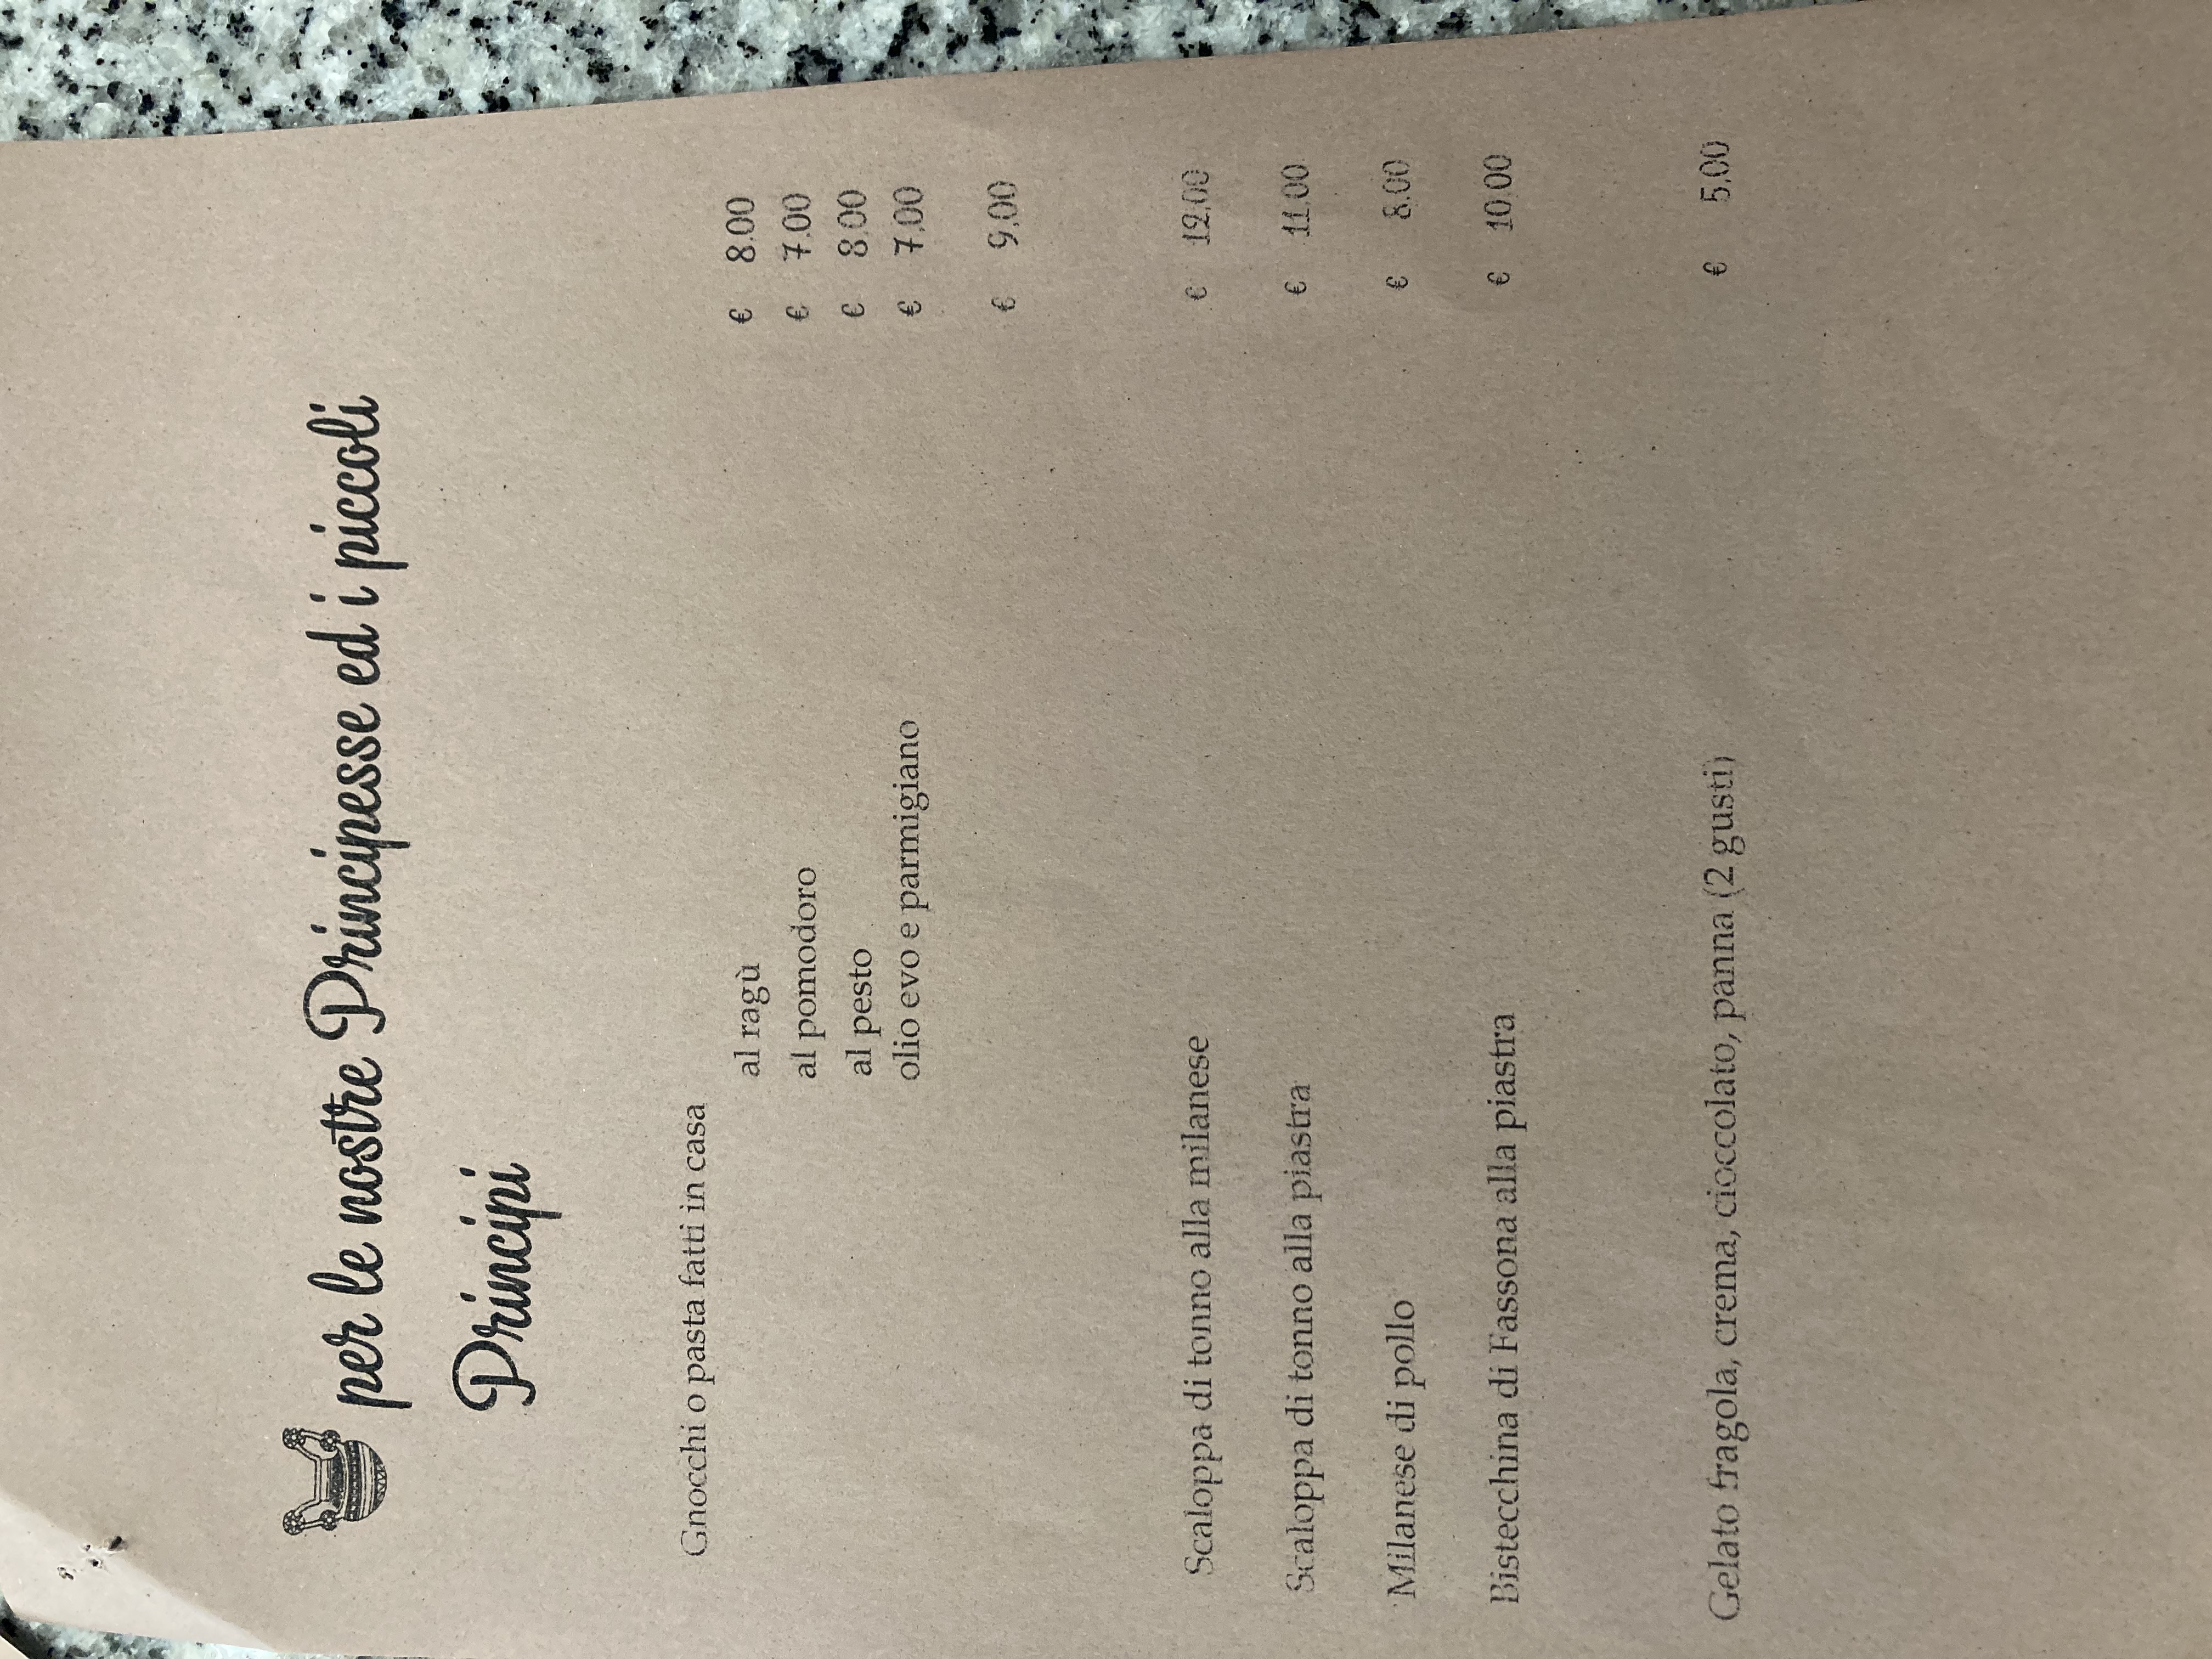 per le nostre Principesse ed i piccoli
Principi
Gnocchi o pasta fatti in casa
al ragù € 8.00
al pomodoro € 7.00
al pesto € 8,00
olio evo e parmigiano € 7,00
€ 9,00
Scaloppa di tonno alla milanese € 12,00
Scaloppa di tonno alla piastra € 11.00
Milanese di pollo € 8.00
Bistecchina di Fassona alla piastra € 10,00
Gelato fragola, crema, cioccolato, panna (2 gusti) € 5,00